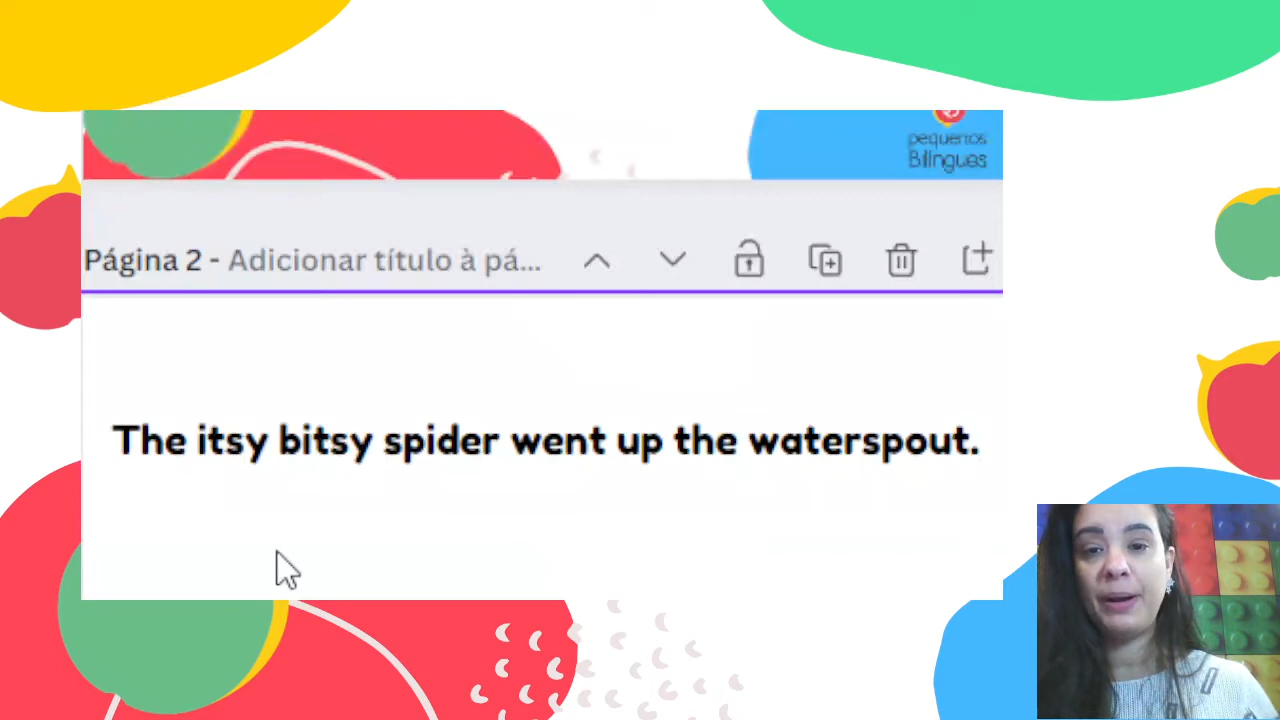 pequenos
Bilíngues
Página 2 - Adicionar título à pá...
The itsy bitsy spider went up the waterspout.